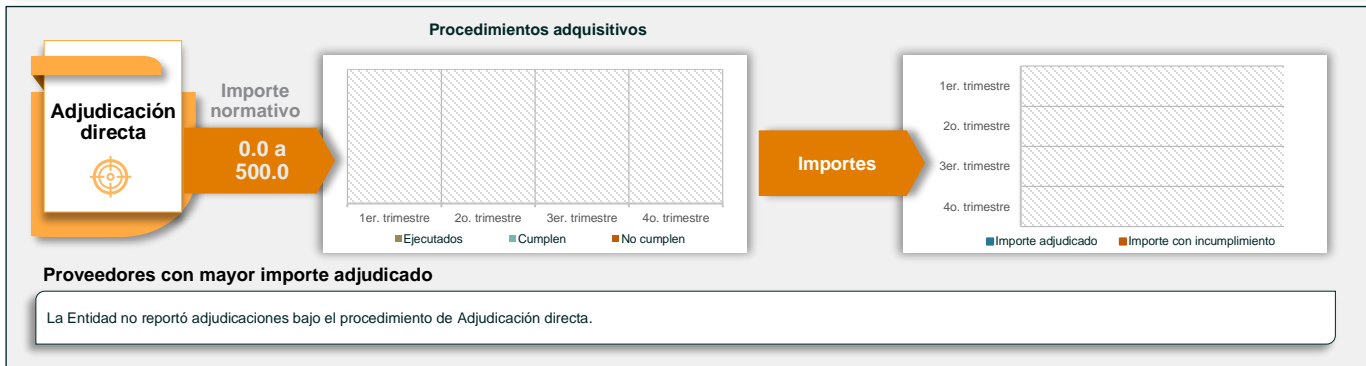 Procedimientos adquisitivos
Adjudicación
directa
Importe
normativo
0.0 a
500.0
1er. trimestre 2o. trimestre 3er. trimestre 4o. trimestre
Ejecutados Cumplen No cumplen
Importes
1er. trimestre
2o. trimestre
3er. trimestre
4o. trimestre
Importe adjudicado Importe con incumplimiento
Proveedores con mayor importe adjudicado
La Entidad no reportó adjudicaciones bajo el procedimiento de Adjudicación directa.